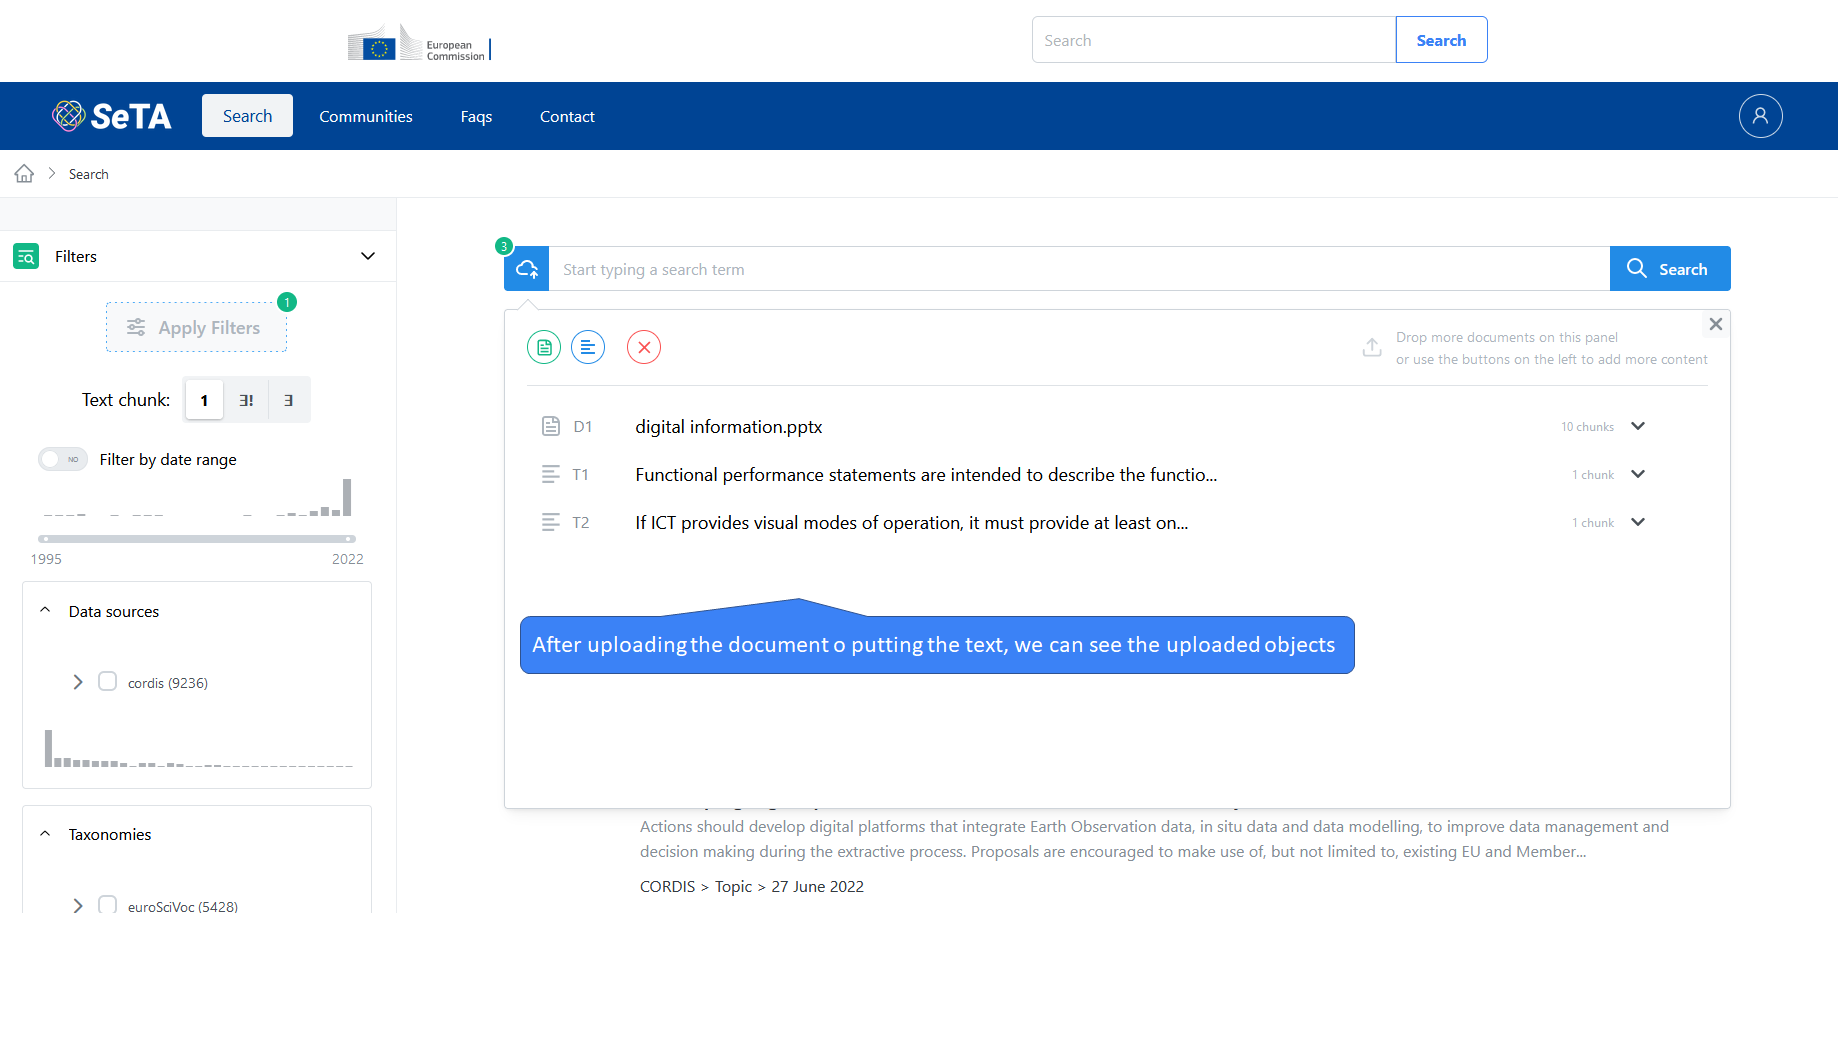 European
Commission
Search
Search
SeTA
Search
Communities
Faqs
Contact
Search
Filters
1
Apply Filters
Text chunk:
1
∃!
∃
NO
Filter by date range
1995
2022
Data sources
cordis (9236)
Taxonomies
euroSciVoc (5428)
3
Start typing a search term
Search
Drop more documents on this panel
or use the buttons on the left to add more content
D1
digital information.pptx
10 chunks
T1
Functional performance statements are intended to describe the functio...
1 chunk
T2
If ICT provides visual modes of operation, it must provide at least on...
1 chunk
After uploading the document o putting the text, we can see the uploaded objects
Actions should develop digital platforms that integrate Earth Observation data, in situ data and data modelling, to improve data management and
decision making during the extractive process. Proposals are encouraged to make use of, but not limited to, existing EU and Member...
CORDIS > Topic > 27 June 2022